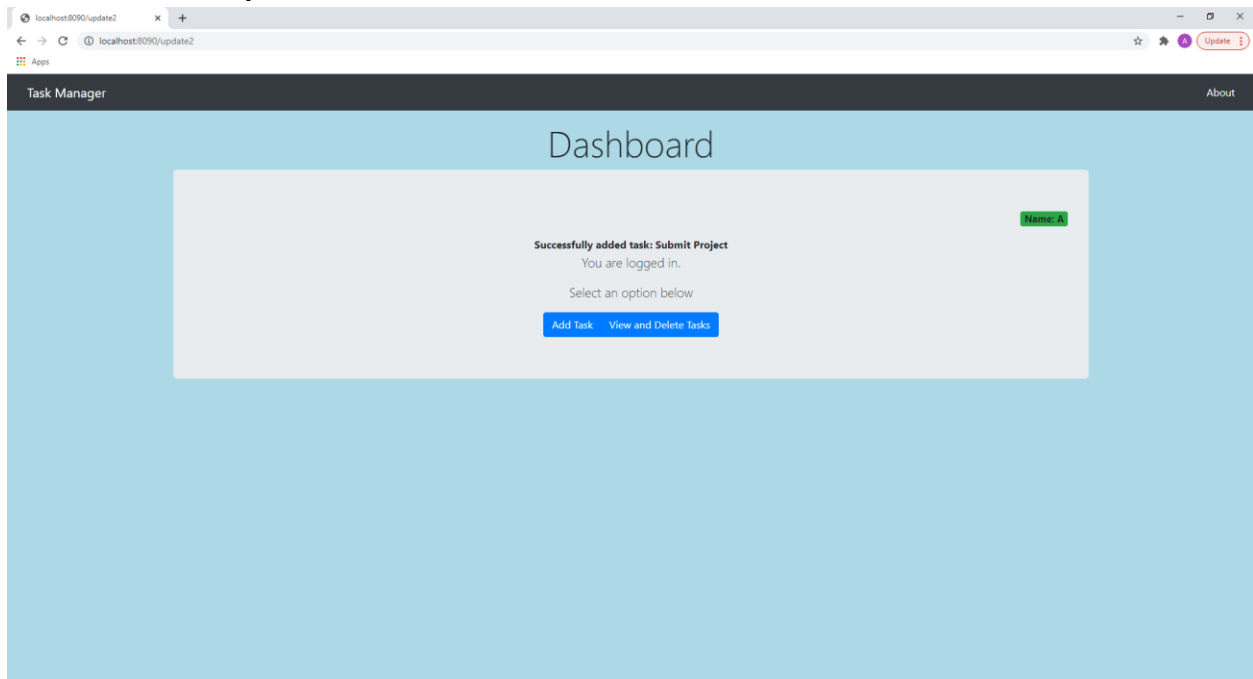 localhost:8090/update2
localhost:8090/update2
Update
Apps
Task Manager
About
Dashboard
Name: A
Successfully added task: Submit Project
You are logged in.
Select an option below
Add Task View and Delete Tasks